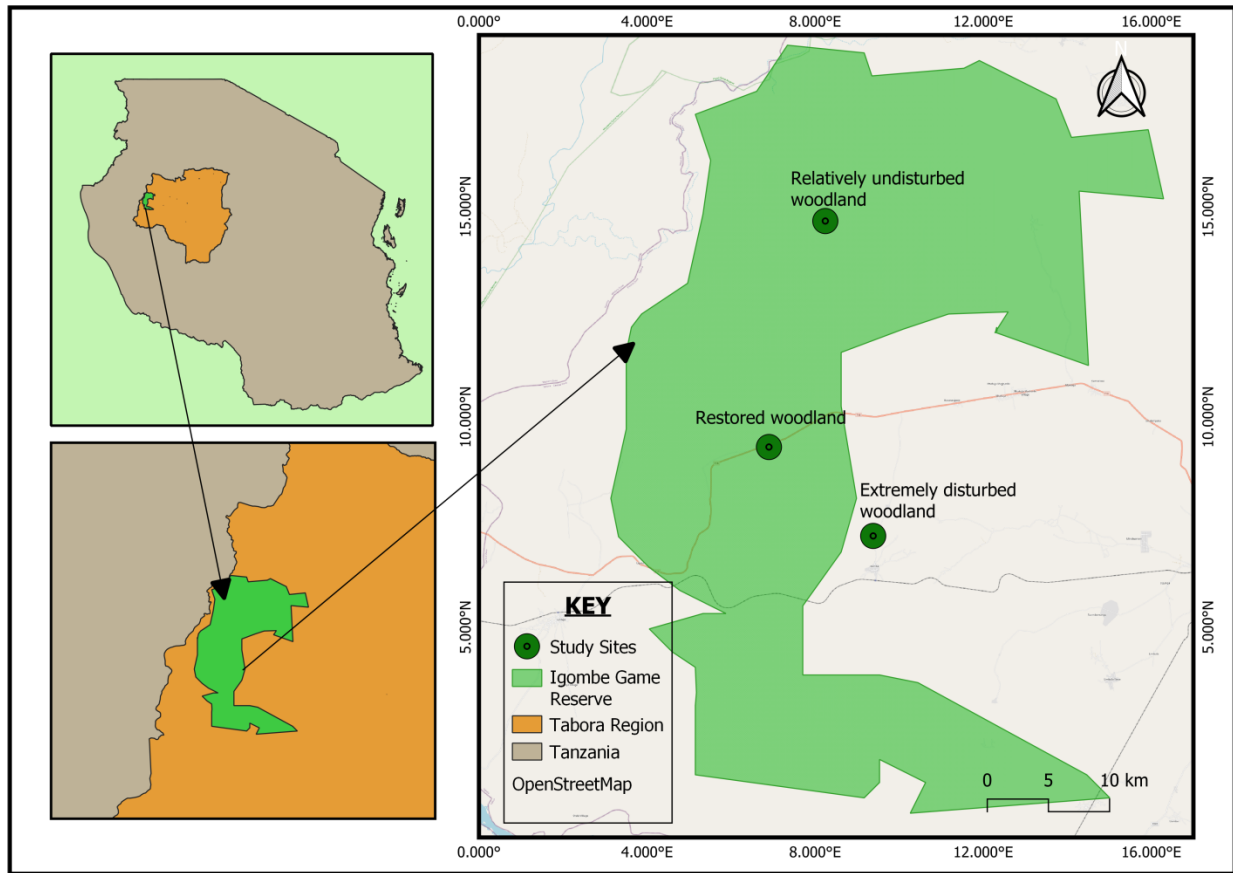 0.000°
4.000°
8.000°
12.000°
16.000°
N
15.000°N
10.0000°N
5.000°N
15.000°N
10.0000°N
5.000°N
Relatively undisturbed
woodland
Restored woodland
Extremely disturbed
woodland
KEY
Study Sites
Igombe Game
Reserve
Tabora Region
Tanzania
OpenStreetMap
0
5
10 km
0.000°
4.000°
8.000°
12.000°
16.000°